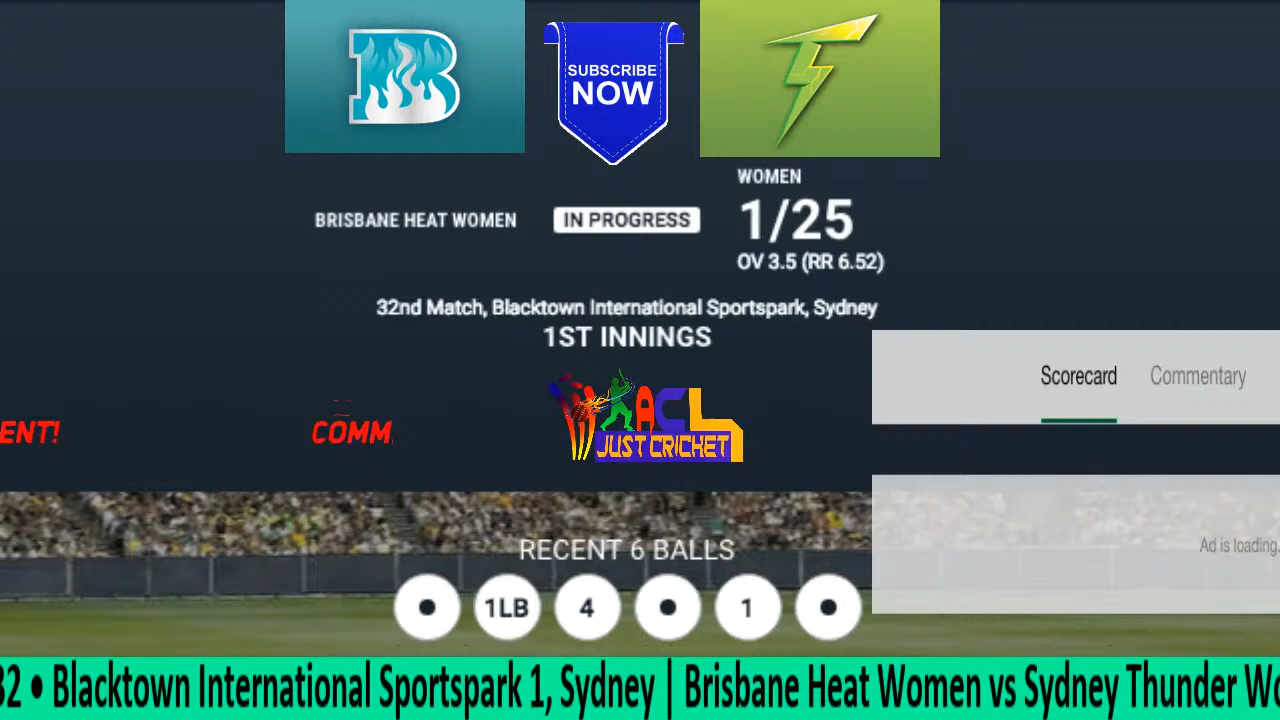 SUBSCRIBE
NOW
WOMEN
BRISBANE HEAT WOMEN
IN PROGRESS
1/25
OV 3.5 (RR 6.52)
32nd Match, Blacktown International Sportspark, Sydney
1ST INNINGS
Scorecard
Commentary
ENT!
COMM
ACL
JUST CRICKET
RECENT 6 BALLS
Ad is loading.
1LB
4
1
32 • Blacktown International Sportspark 1, Sydney | Brisbane Heat Women vs Sydney Thunder Wo